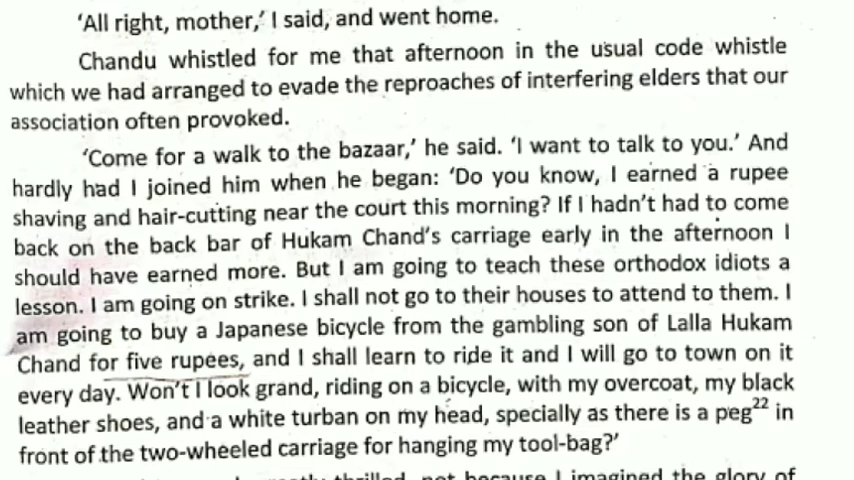 ‘All right, mother,’ I said, and went home.
Chandu whistled for me that afternoon in the usual code whistle
which we had arranged to evade the reproaches of interfering elders that our
association often provoked.
‘Come for a walk to the bazaar,’ he said. ‘I want to talk to you.’ And
hardly had I joined him when he began: ‘Do you know, I earned a rupee
shaving and hair-cutting near the court this morning? If I hadn’t had to come
back on the back bar of Hukam Chand’s carriage early in the afternoon I
should have earned more. But I am going to teach these orthodox idiots a
lesson. I am going on strike. I shall not go to their houses to attend to them. I
am going to buy a Japanese bicycle from the gambling son of Lalla Hukam
Chand for five rupees, and I shall learn to ride it and I will go to town on it
every day. Won’t I look grand, riding on a bicycle, with my overcoat, my black
leather shoes, and a white turban on my head, specially as there is a peg22 in
front of the two-wheeled carriage for hanging my tool-bag?’
thrilled, not because I imagined the glory of